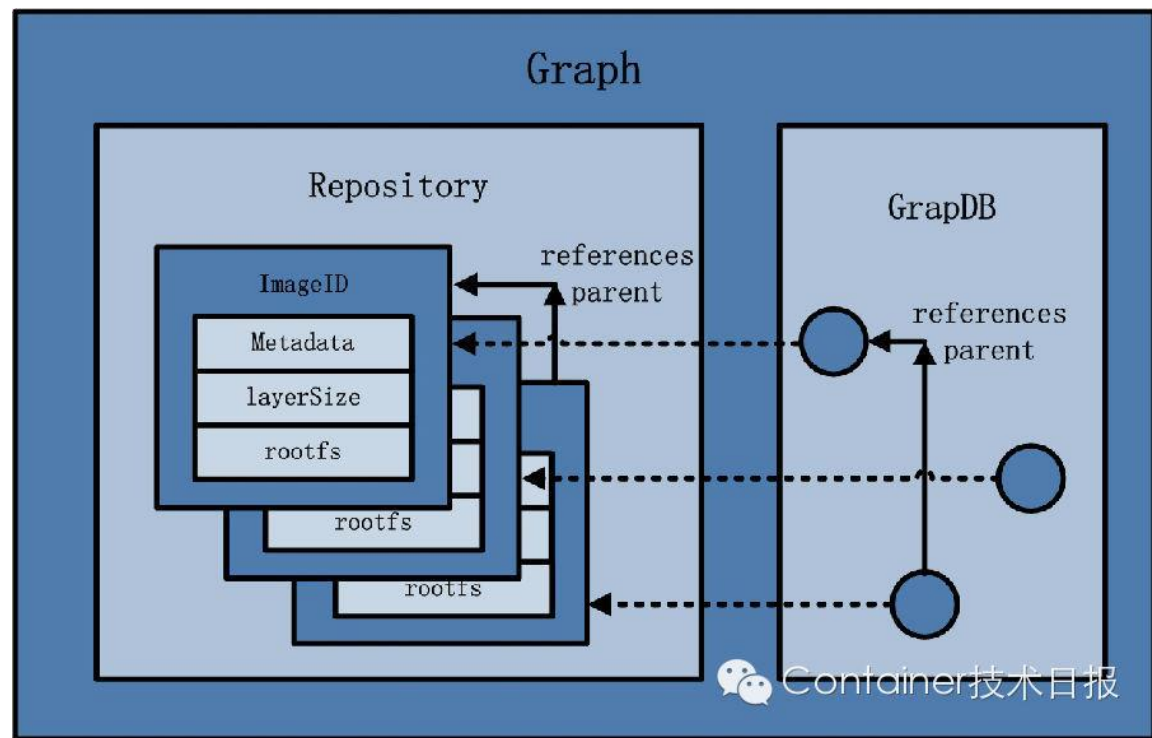 Graph
Repository
GrapDB
references
parent
ImageID
Metadata
layerSize
rootfs
rootfs
rootfs
references
parent
Container技术日报